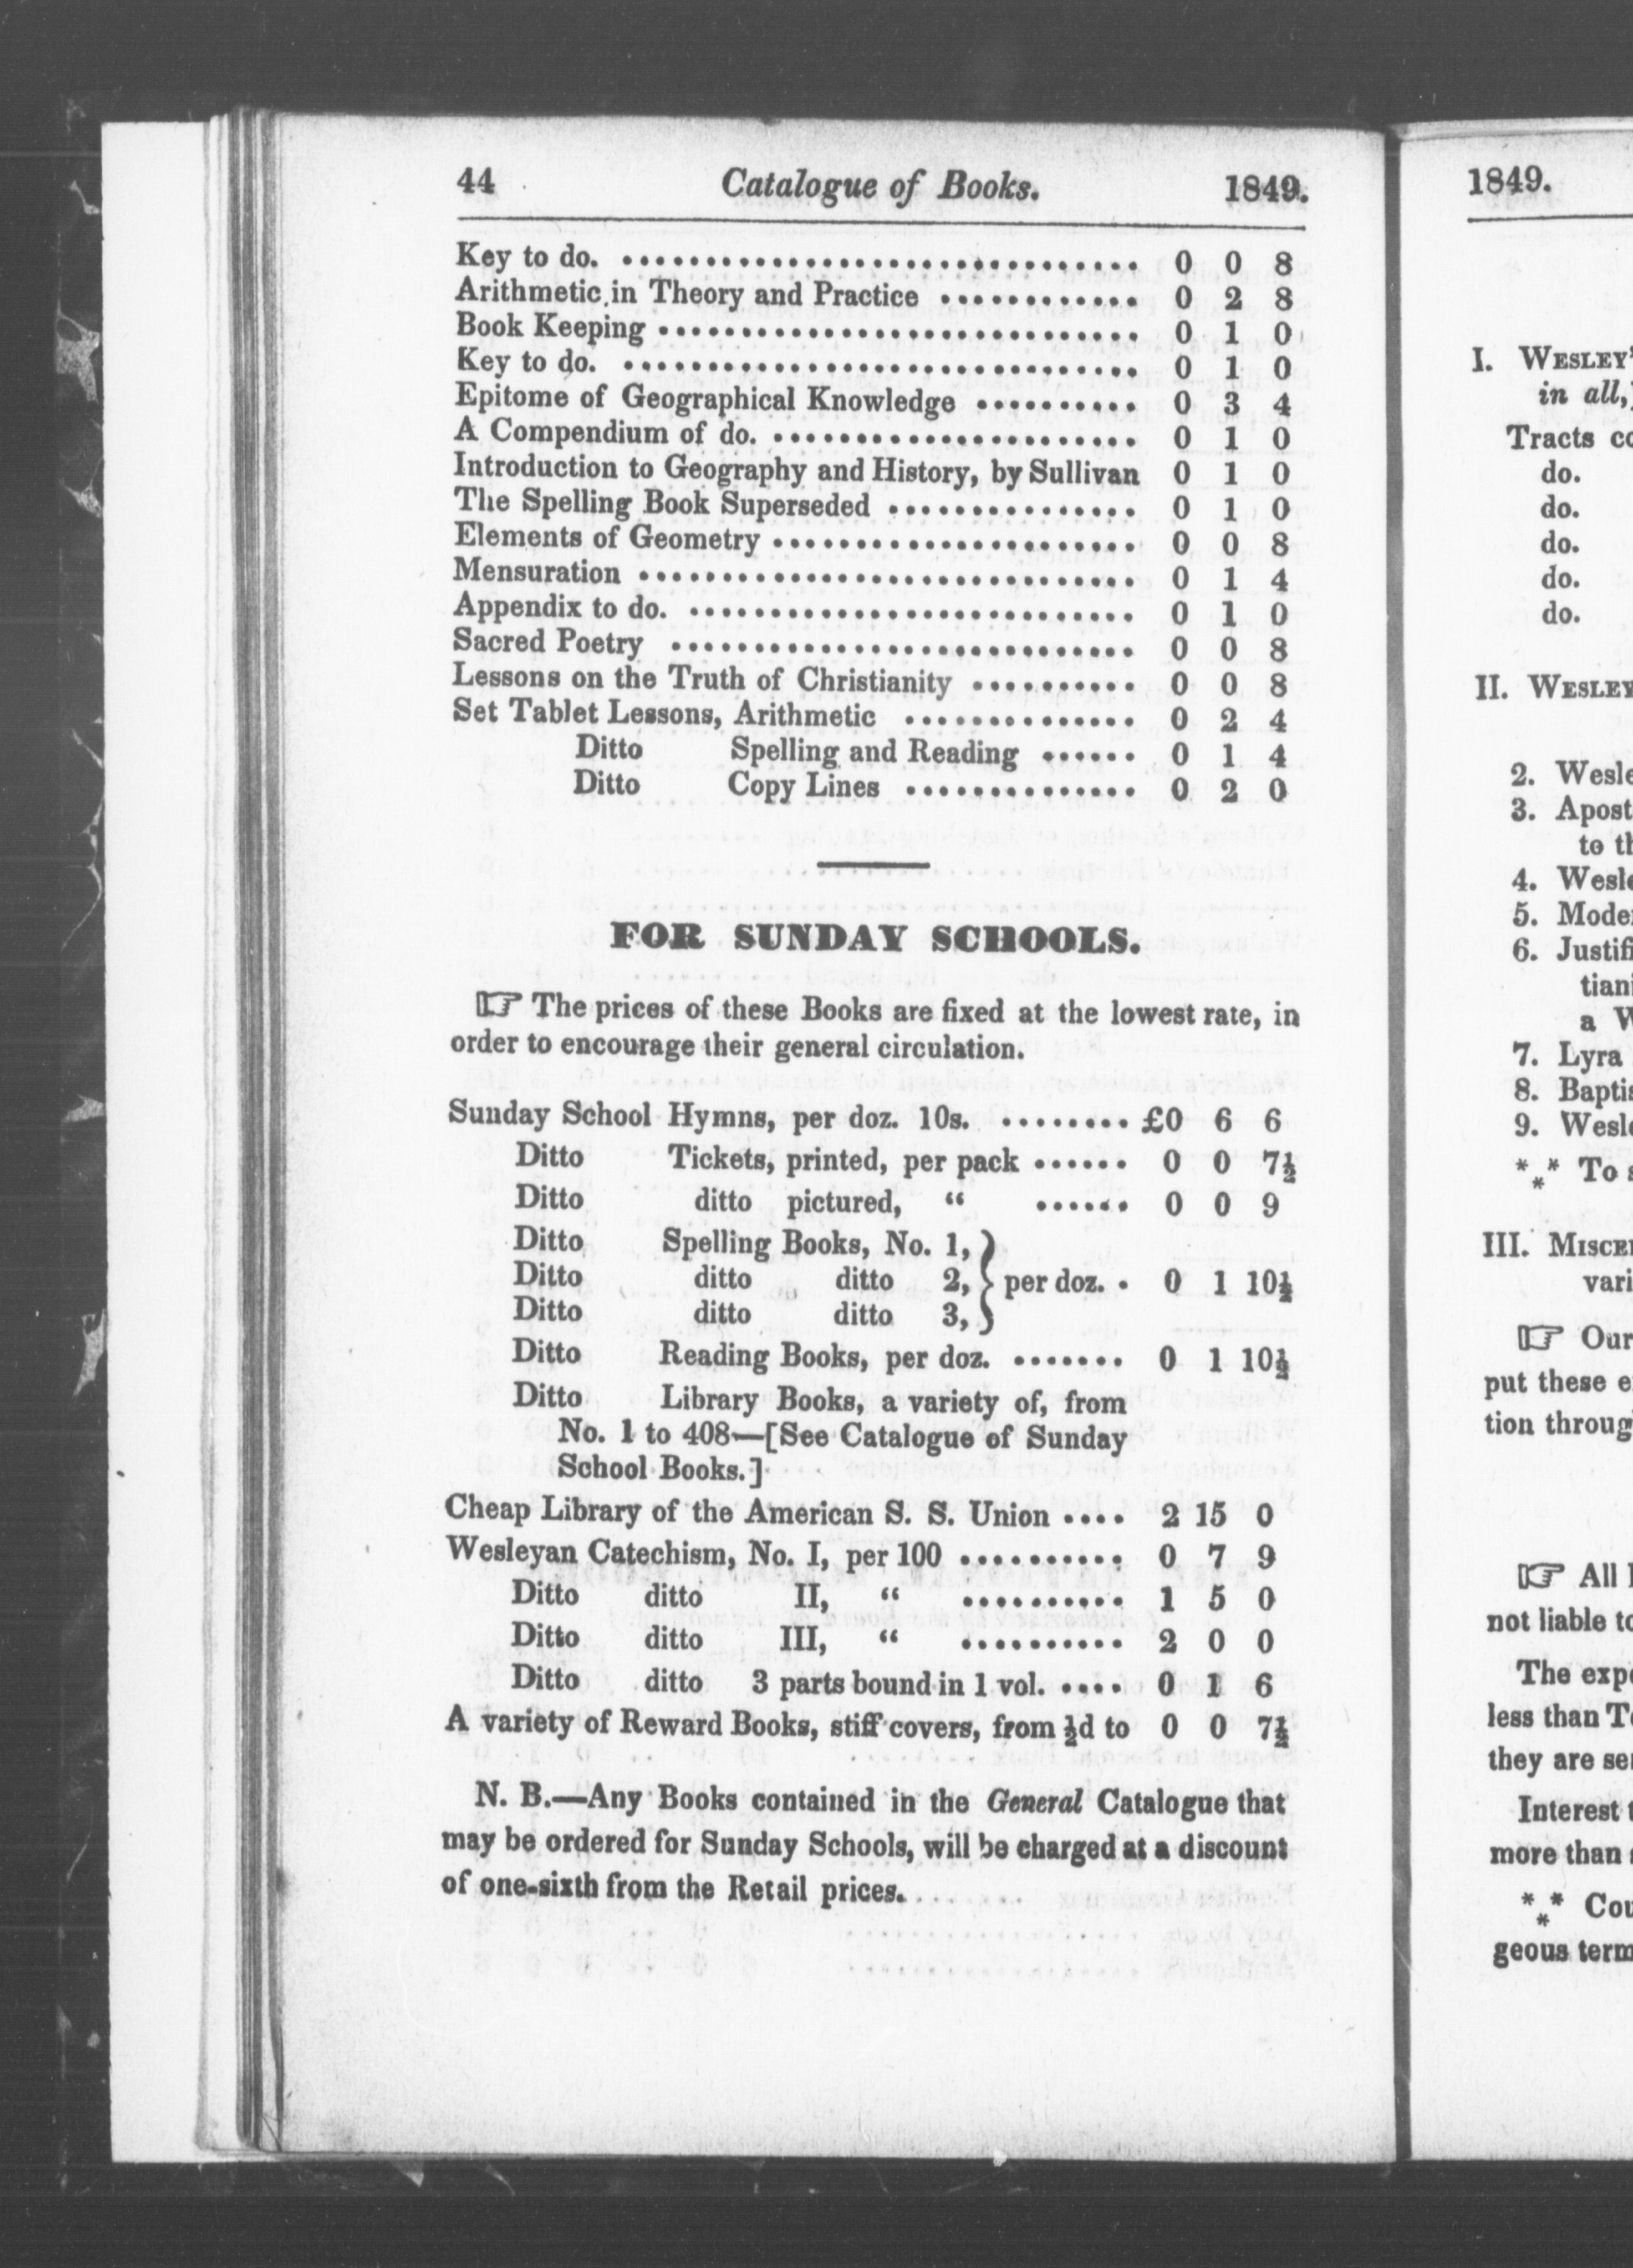 44 Catalogue of Books. 1849.
Key to do. .............................. 0 0 8
Arithmetic in Theory and Practice ............ 0 2 8
Book Keeping ............................. 0 1 0
Key to do. ............................... 0 1 0
Epitome of Geographical Knowledge .......... 0 3 4
A Compendium of do. ...................... 0 1 0
Introduction to Geography and History, by Sullivan 0 1 0
The Spelling Book Superseded ............... 0 1 0
Elements of Geometry ...................... 0 0 8
Mensuration .............................. 0 1 4
Appendix to do. ........................... 0 1 0
Sacred Poetry ............................ 0 0 8
Lessons on the Truth of Christianity .......... 0 0 8
Set Tablet Lessons, Arithmetic .............. 0 2 4
Ditto Spelling and Reading ...... 0 1 4
Ditto Copy Lines .............. 0 2 0
FOR SUNDAY SCHOOLS.
☞ The prices of these Books are fixed at the lowest rate, in
order to encourage their general circulation.
Sunday School Hymns, per doz. 10s. ........ £0 6 6
Ditto Tickets, printed, per pack ...... 0 0 7½
Ditto ditto pictured, “ ...... 0 0 9
Ditto Spelling Books, No. 1,
Ditto ditto ditto 2, } per doz. . 0 1 10½
Ditto ditto ditto 3,
Ditto Reading Books, per doz. ....... 0 1 10½
Ditto Library Books, a variety of, from
No. 1 to 408—[See Catalogue of Sunday
School Books.]
Cheap Library of the American S. S. Union .... 2 15 0
Wesleyan Catechism, No. I, per 100 .......... 0 7 9
Ditto ditto II, “ .......... 1 5 0
Ditto ditto III, “ .......... 2 0 0
Ditto ditto 3 parts bound in 1 vol. .... 0 1 6
A variety of Reward Books, stiff covers, from ½d to 0 0 7½
N. B.—Any Books contained in the General Catalogue that
may be ordered for Sunday Schools, will be charged at a discount
of one-sixth from the Retail prices.
1849.
I. WESLEY'
in all,
Tracts co
do.
do.
do.
do.
do.
II. WESLEY
2. Wesle
3. Apost
to th
4. Wesle
5. Moder
6. Justifi
tiani
a W
7. Lyra
8. Baptis
9. Wesle
*** To s
III. MISCE
vari
☞ Our
put these e
tion throug
☞ All
not liable to
The expe
less than T
they are se
Interest t
more than
*** Cou
geous term